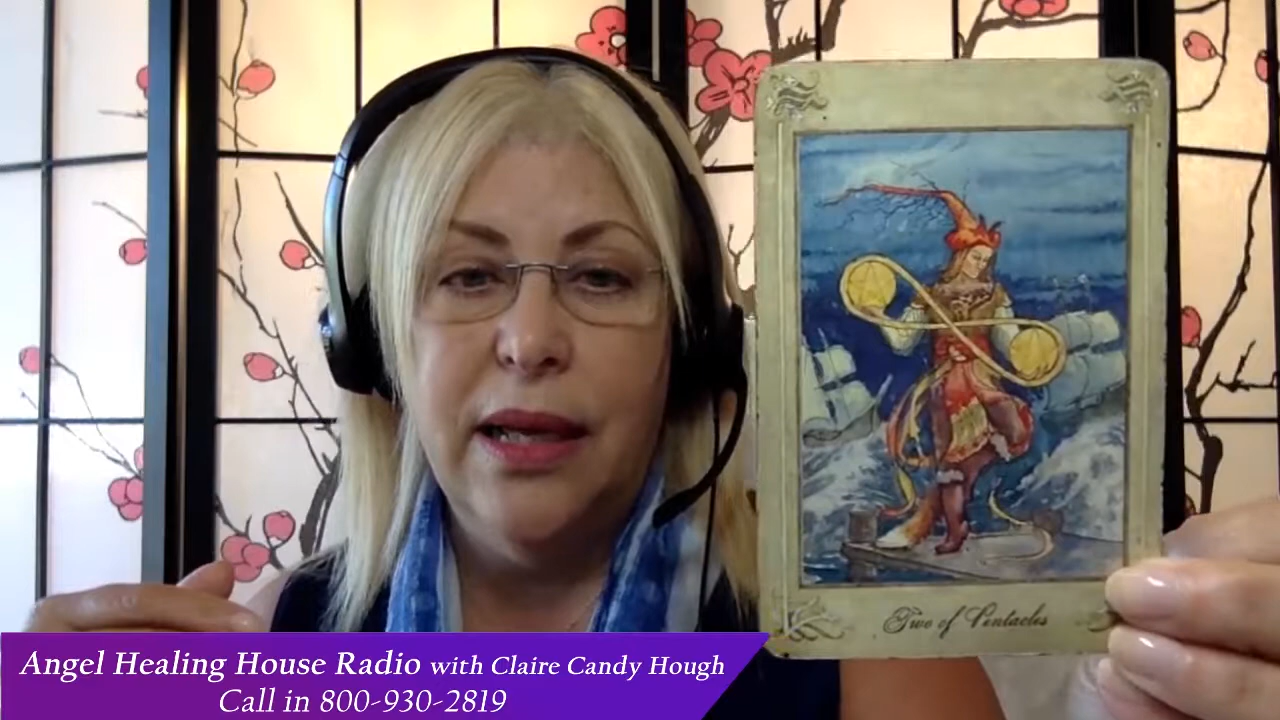 Two of Pentacles
Angel Healing House Radio with Claire Candy Hough
Call in 800-930-2819